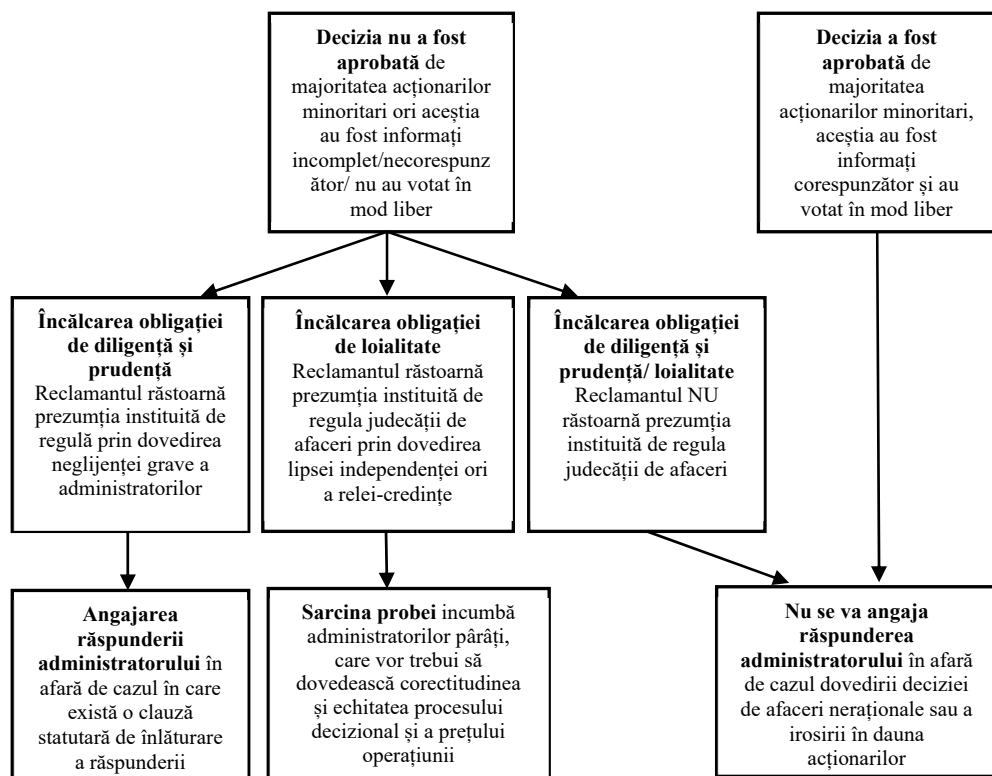 Decizia nu a fost
aprobată de
majoritatea acționarilor
minoritari ori aceștia
au fost informați
incomplet/necorespunz
ător/ nu au votat în
mod liber
Decizia a fost
aprobată de
majoritatea
acționarilor minoritari,
aceștia au fost
informați
corespunzător și au
votat în mod liber
Încălcarea obligației
de diligență și
prudență
Reclamantul răstoarnă
prezumția instituită de
regulă prin dovedirea
neglijenței grave a
administratorilor
Încălcarea obligației
de loialitate
Reclamantul răstoarnă
prezumția instituită de
regula judecății de
afaceri prin dovedirea
lipsei independenței ori
a relei-credințe
Încălcarea obligației
de diligență și
prudență/ loialitate
Reclamantul NU
răstoarnă prezumția
instituită de regula
judecății de afaceri
Angajarea
răspunderii
administratorului în
afară de cazul în care
există o clauză
statutară de înlăturare
a răspunderii
Sarcina probei incumbă
administratorilor pârâți,
care vor trebui să
dovedească corectitudinea
și echitatea procesului
decizional și a prețului
operațiunii
Nu se va angaja
răspunderea
administratorului în afară
de cazul dovedirii deciziei
de afaceri neraționale sau a
irosirii în dauna
acționarilor